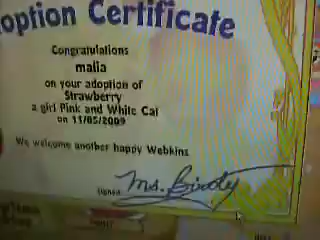 option Certificate
Congratulations
malia
on your adoption of
Strawberry
a girl Pink and White Cat
on 11/05/2009
We welcome another happy Webkinz
signed:
Ms. Birdy